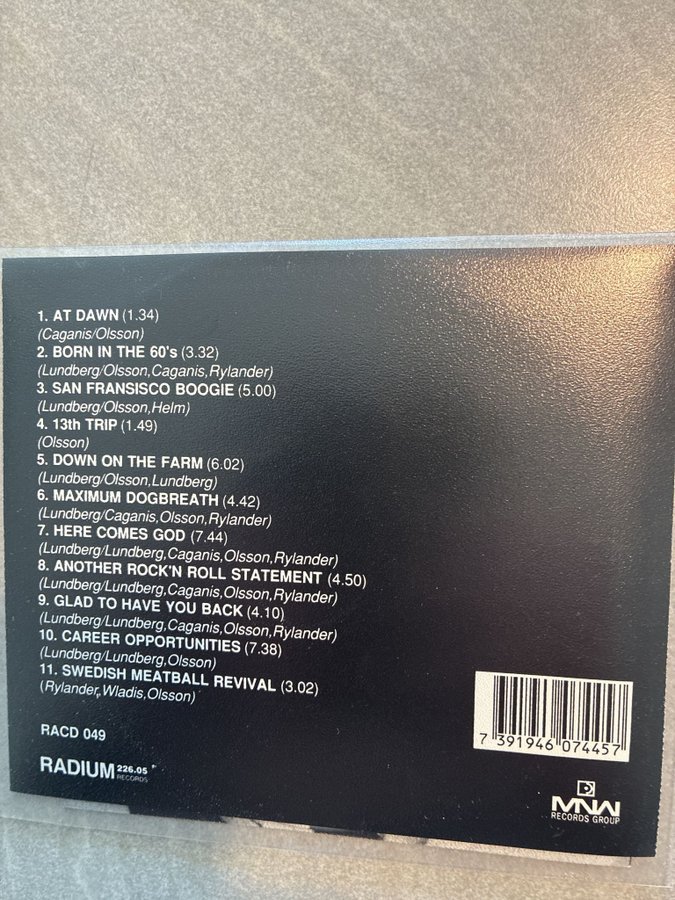 1. AT DAWN (1.34)
(Caganis/Olsson)
2. BORN IN THE 60's (3.32)
(Lundberg/Olsson,Caganis,Rylander)
3. SAN FRANSISCO BOOGIE (5.00)
(Lundberg/Olsson,Helm)
4. 13th TRIP (1.49)
(Olsson)
5. DOWN ON THE FARM (6.02)
(Lundberg/Olsson,Lundberg)
6. MAXIMUM DOGBREATH (4.42)
(Lundberg/Caganis,Olsson,Rylander)
7. HERE COMES GOD (7.44)
(Lundberg/Lundberg,Caganis,Olsson,Rylander)
8. ANOTHER ROCK'N ROLL STATEMENT (4.50)
(Lundberg/Lundberg,Caganis,Olsson,Rylander)
9. GLAD TO HAVE YOU BACK (4.10)
(Lundberg/Lundberg,Caganis,Olsson,Rylander)
10. CAREER OPPORTUNITIES (7.38)
(Lundberg/Lundberg,Olsson)
11. SWEDISH MEATBALL REVIVAL (3.02)
(Rylander,Wladis,Olsson)
RACD 049
7 391946 074457
RADIUM 226.05
RECORDS
MNW
RECORDS GROUP